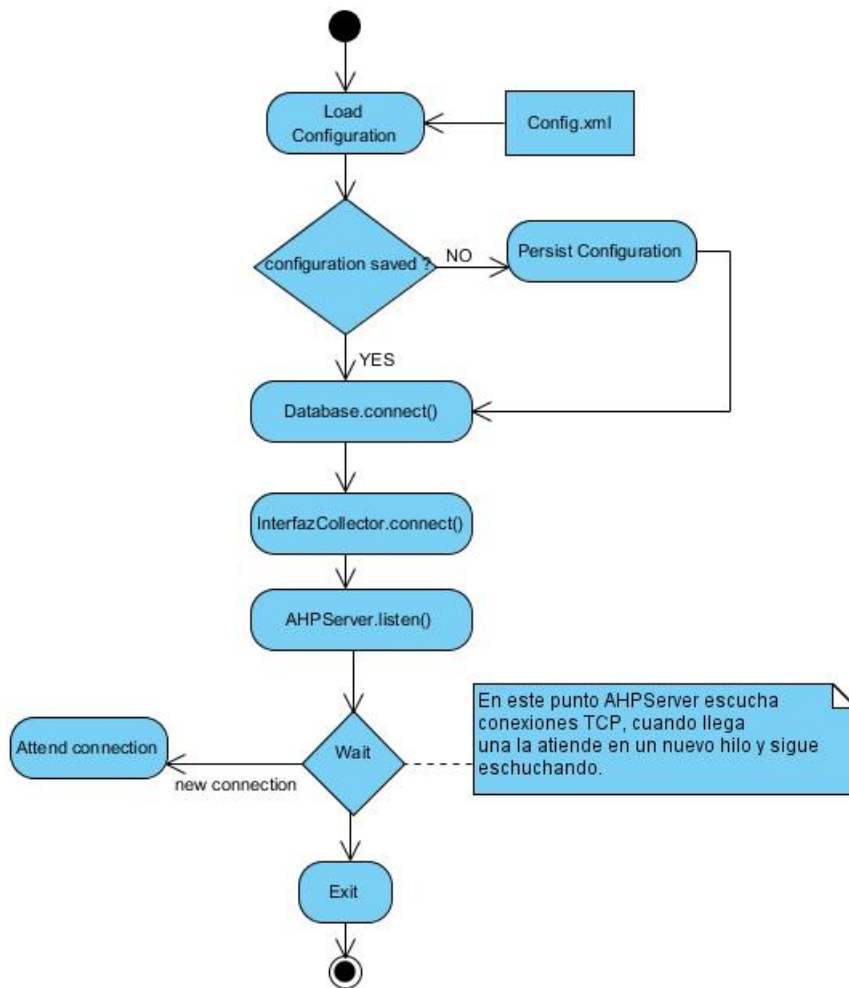 Load
Configuration
Config.xml
configuration saved ?
NO
Persist Configuration
YES
Database.connect()
InterfazCollector.connect()
AHPServer.listen()
En este punto AHPServer escucha
conexiones TCP, cuando llega
una la atiende en un nuevo hilo y sigue
eschuchando.
Attend connection
Wait
new connection
Exit